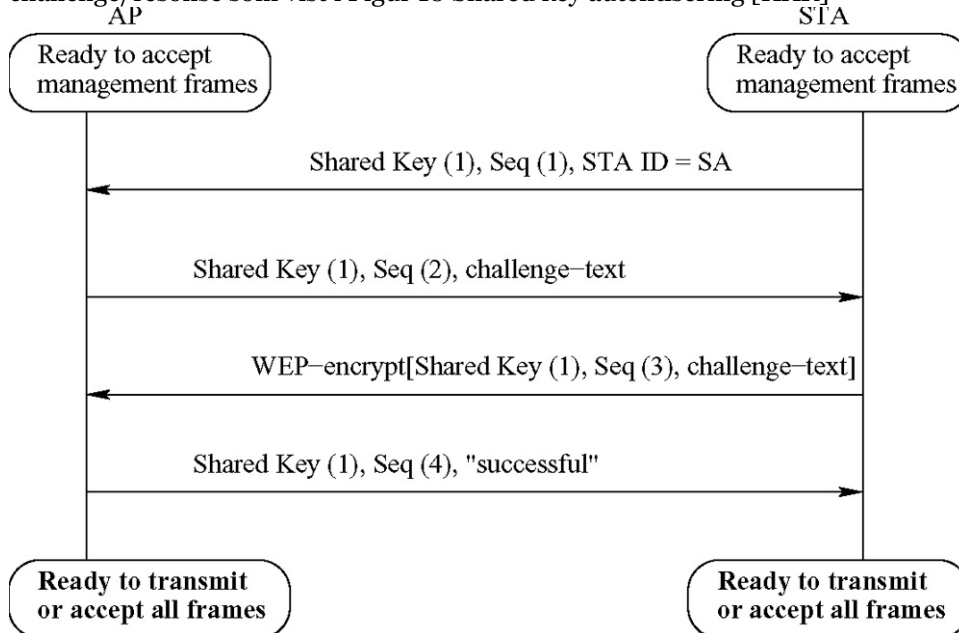 AP
STA
Ready to accept
management frames
Ready to accept
management frames
Shared Key (1), Seq (1), STA ID = SA
Shared Key (1), Seq (2), challenge−text
WEP−encrypt[Shared Key (1), Seq (3), challenge−text]
Shared Key (1), Seq (4), "successful"
Ready to transmit
or accept all frames
Ready to transmit
or accept all frames